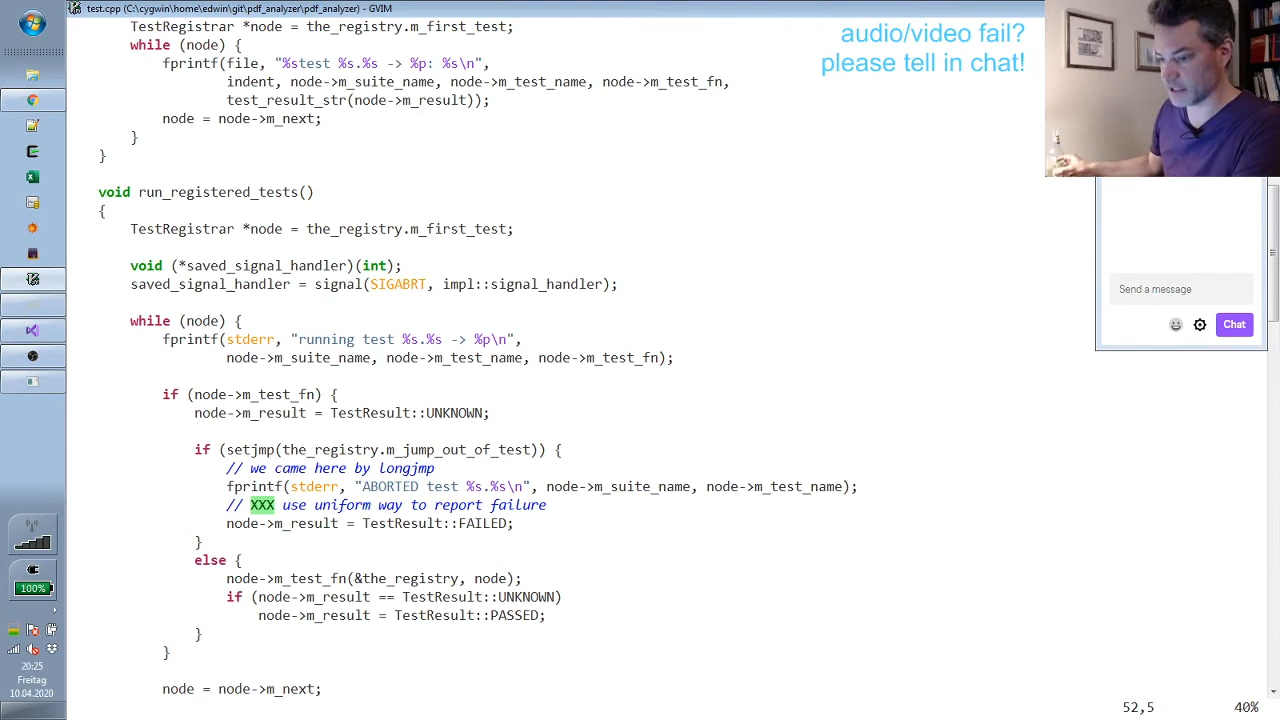 test.cpp (C:\cygwin\home\edwin\git\pdf_analyzer\pdf_analyzer) - GVIM
audio/video fail?
please tell in chat!
TestRegistrar *node = the_registry.m_first_test;
while (node) {
fprintf(file, "%stest %s.%s -> %p: %s\n",
indent, node->m_suite_name, node->m_test_name, node->m_test_fn,
test_result_str(node->m_result));
node = node->m_next;
}
}
void run_registered_tests()
{
TestRegistrar *node = the_registry.m_first_test;
void (*saved_signal_handler)(int);
saved_signal_handler = signal(SIGABRT, impl::signal_handler);
while (node) {
fprintf(stderr, "running test %s.%s -> %p\n",
node->m_suite_name, node->m_test_name, node->m_test_fn);
if (node->m_test_fn) {
node->m_result = TestResult::UNKNOWN;
if (setjmp(the_registry.m_jump_out_of_test)) {
// we came here by longjmp
fprintf(stderr, "ABORTED test %s.%s\n", node->m_suite_name, node->m_test_name);
// XXX use uniform way to report failure
node->m_result = TestResult::FAILED;
}
else {
node->m_test_fn(&the_registry, node);
if (node->m_result == TestResult::UNKNOWN)
node->m_result = TestResult::PASSED;
}
}
node = node->m_next;
52,5
40%
Send a message
Chat
100%
20:25
Freitag
10.04.2020